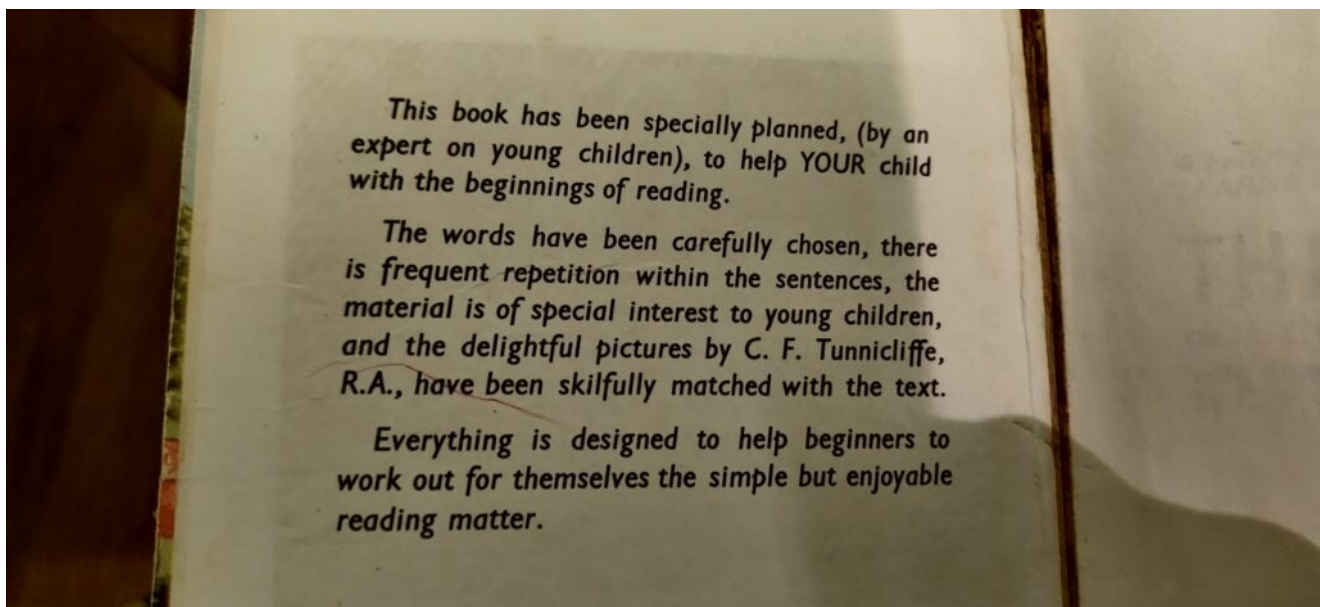 This book has been specially planned, (by an
expert on young children), to help YOUR child
with the beginnings of reading.
The words have been carefully chosen, there
is frequent repetition within the sentences, the
material is of special interest to young children,
and the delightful pictures by C. F. Tunnicliffe,
R.A., have been skilfully matched with the text.
Everything is designed to help beginners to
work out for themselves the simple but enjoyable
reading matter.